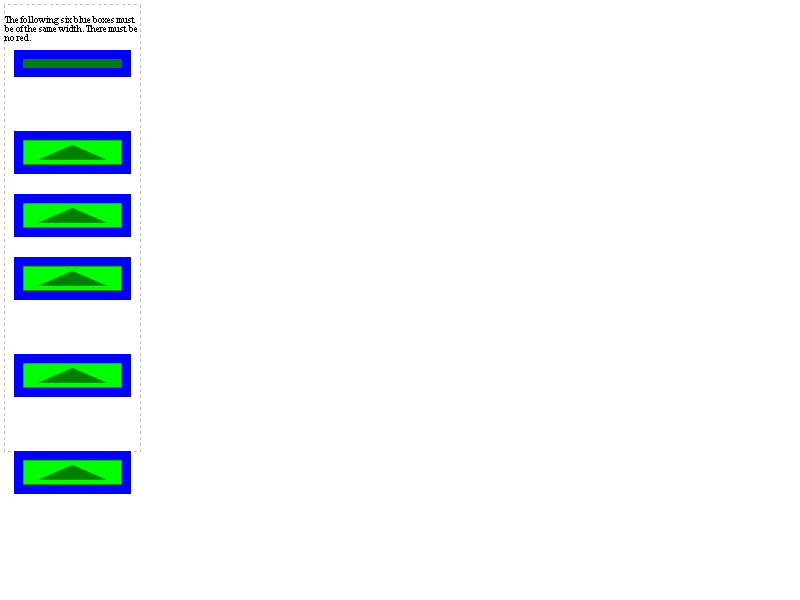 The following six blue boxes must
be of the same width. There must be
no red.